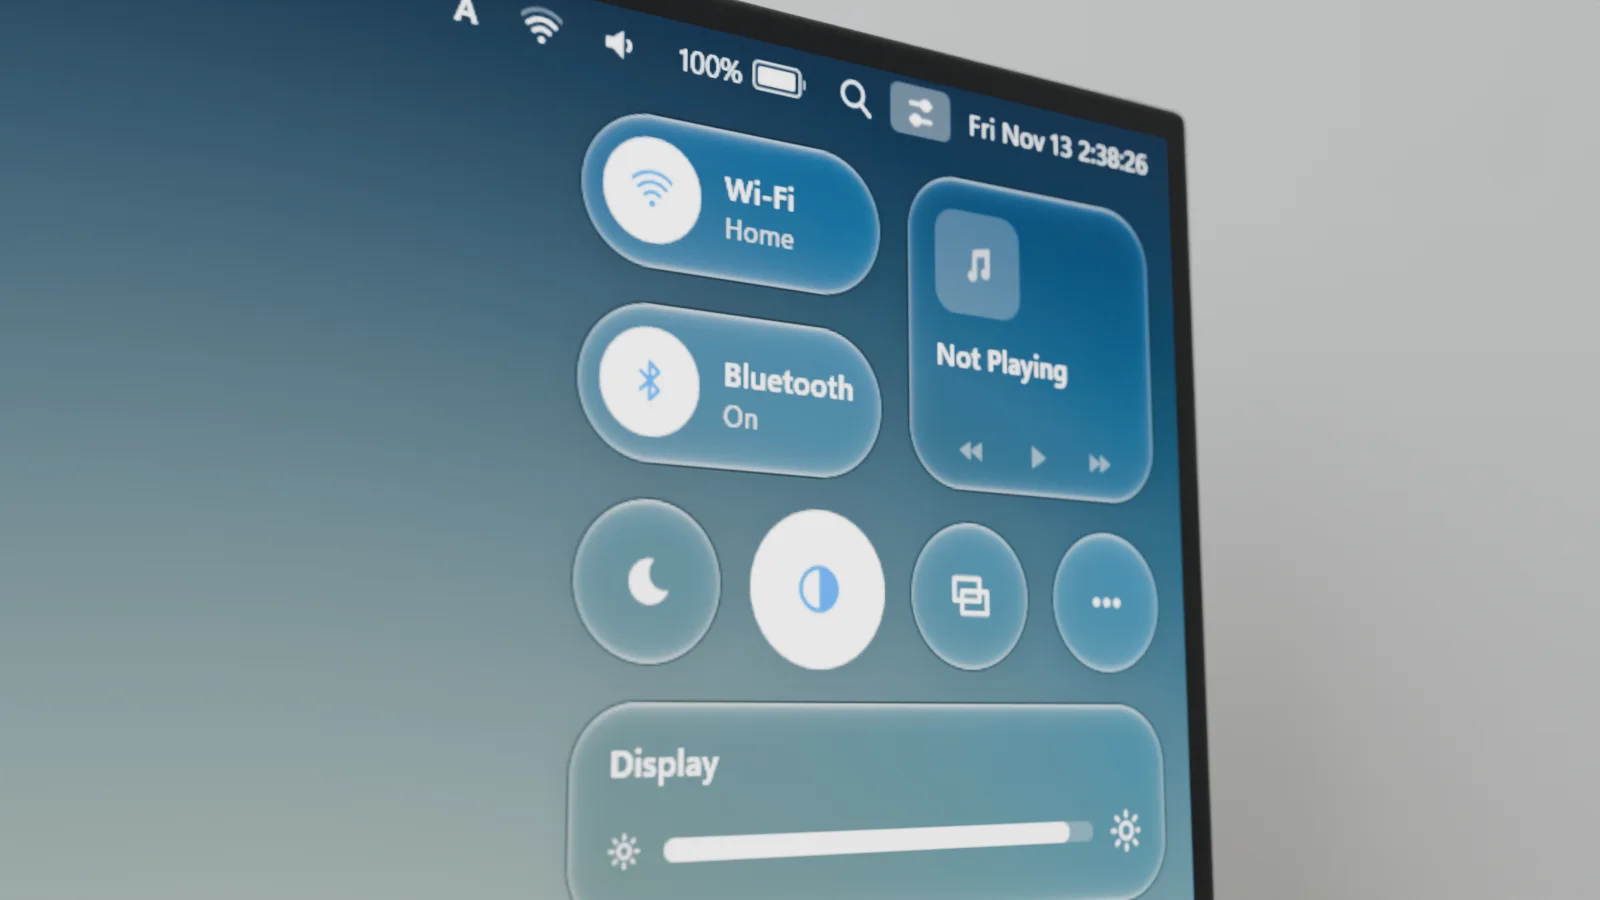 A
100%
Fri Nov 13 2:38:26
Wi-Fi
Home
Not Playing
Bluetooth
On
Display